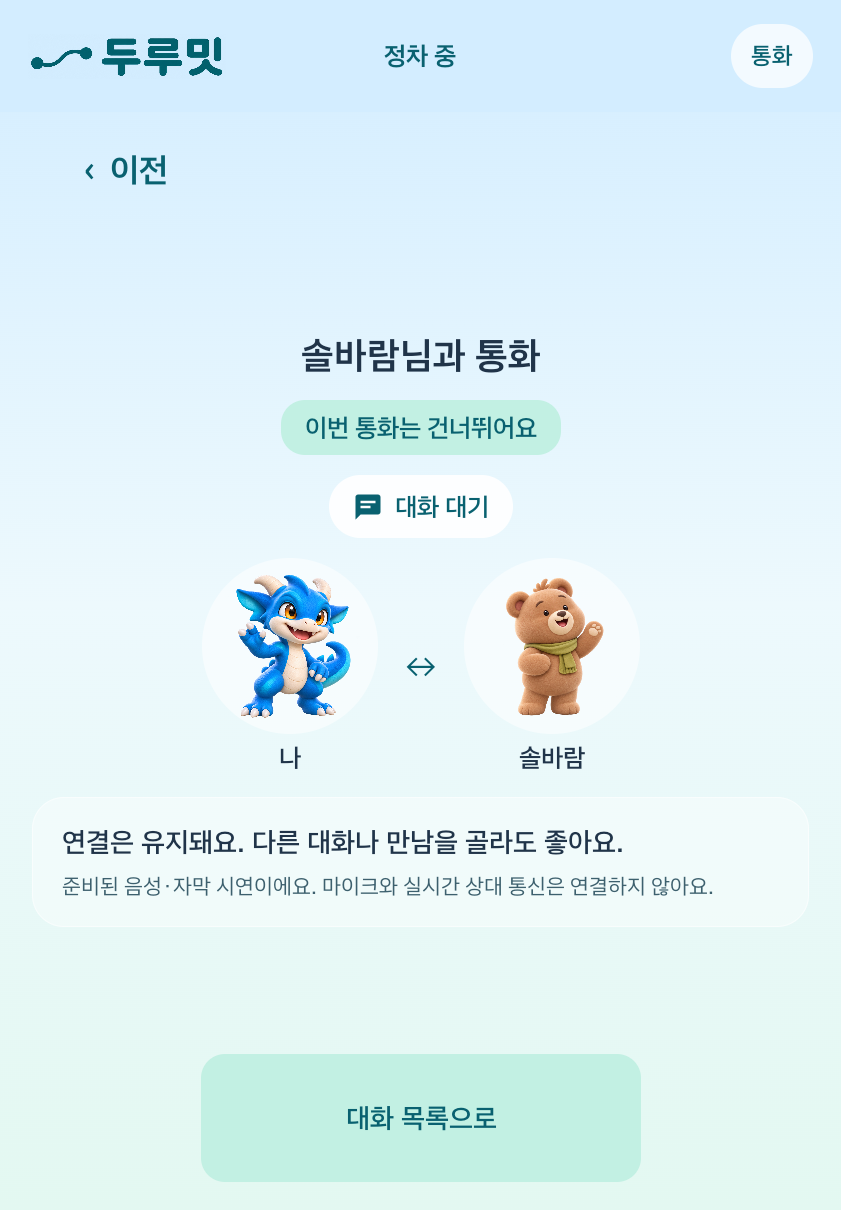 두루밋
정차 중
통화
‹ 이전
솔바람님과 통화
이번 통화는 건너뛰어요
대화 대기
나
솔바람
연결은 유지돼요. 다른 대화나 만남을 골라도 좋아요.
준비된 음성·자막 시연이에요. 마이크와 실시간 상대 통신은 연결하지 않아요.
대화 목록으로